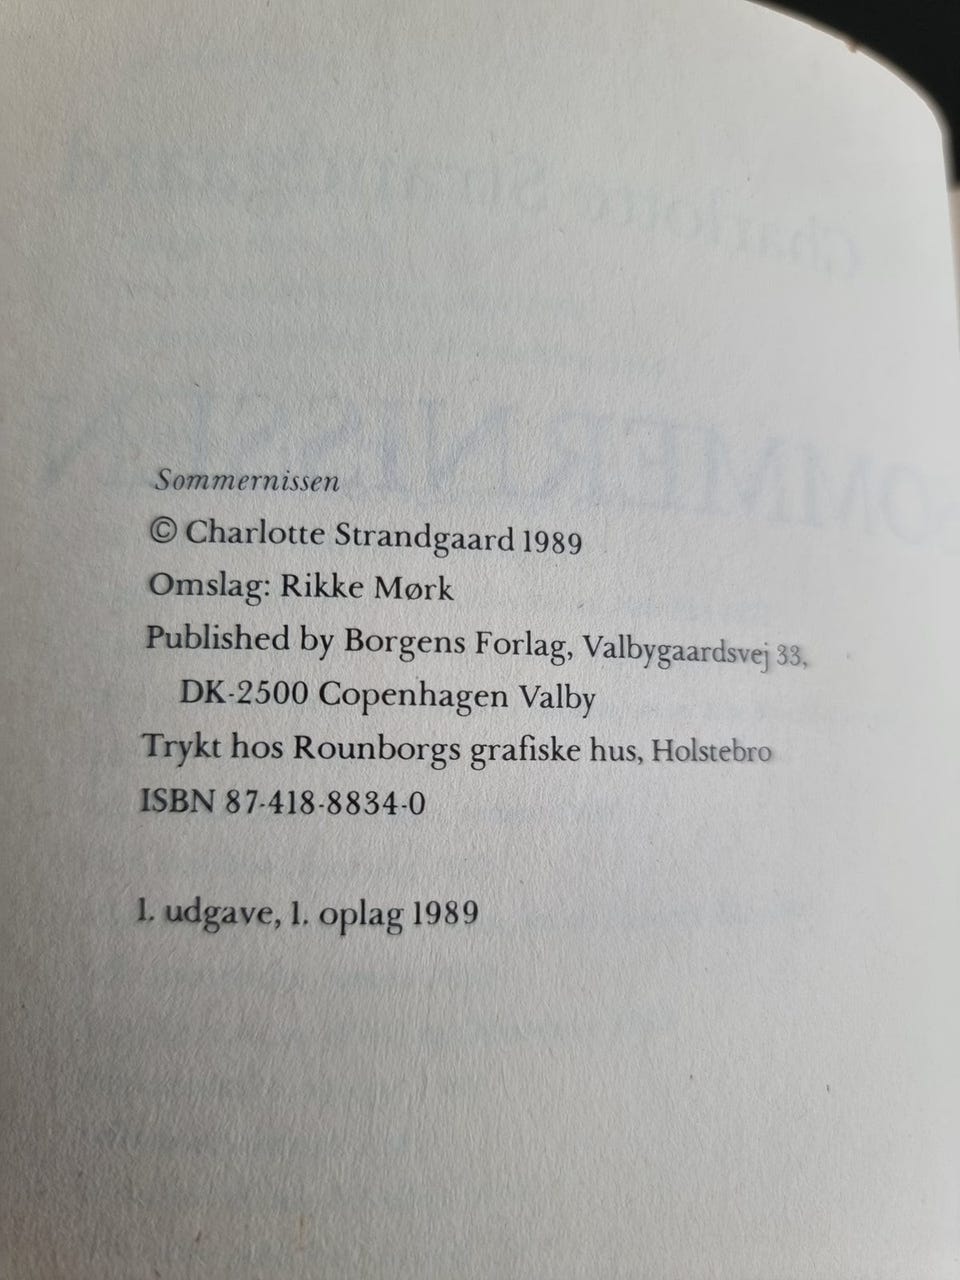 Sommernissen
© Charlotte Strandgaard 1989
Omslag: Rikke Mørk
Published by Borgens Forlag, Valbygaardsvej 33,
DK-2500 Copenhagen Valby
Trykt hos Rounborgs grafiske hus, Holstebro
ISBN 87-418-8834-0
1. udgave, 1. oplag 1989